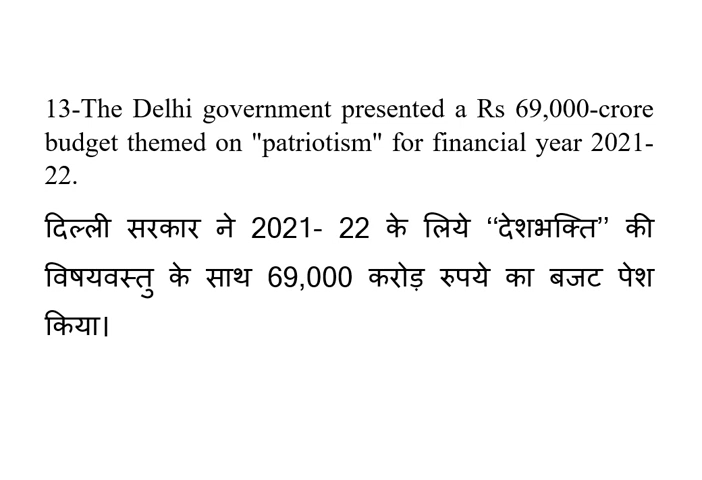 13-The Delhi government presented a Rs 69,000-crore
budget themed on "patriotism" for financial year 2021-
22.
दिल्ली सरकार ने 2021- 22 के लिये ‘‘देशभक्ति’’ की
विषयवस्तु के साथ 69,000 करोड़ रुपये का बजट पेश
किया।